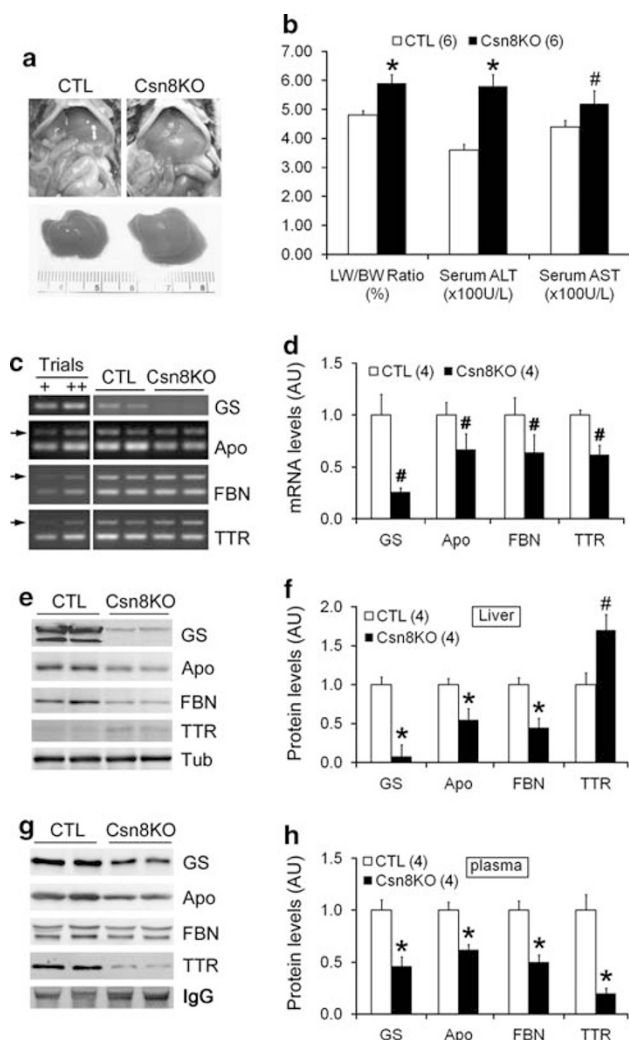 a
CTL Csn8KO
4 5 6 7 8
b
CTL (6) Csn8KO (6)
7.00
6.00
5.00
4.00
3.00
2.00
1.00
0.00
* * #
LW/BW Ratio (%)
Serum ALT (x100U/L)
Serum AST (x100U/L)
c
Trials CTL Csn8KO
+ ++
GS
Apo
FBN
TTR
d
mRNA levels (AU)
CTL (4) Csn8KO (4)
1.5
1.0
0.5
0.0
# # # #
GS Apo FBN TTR
e
CTL Csn8KO
GS
Apo
FBN
TTR
Tub
f
Protein levels (AU)
CTL (4)
Csn8KO (4)
Liver
2.0
1.5
1.0
0.5
0.0
* * * #
GS Apo FBN TTR
g
CTL Csn8KO
GS
Apo
FBN
TTR
IgG
h
Protein levels (AU)
CTL (4)
Csn8KO (4)
plasma
1.5
1.0
0.5
0.0
* * * *
GS Apo FBN TTR